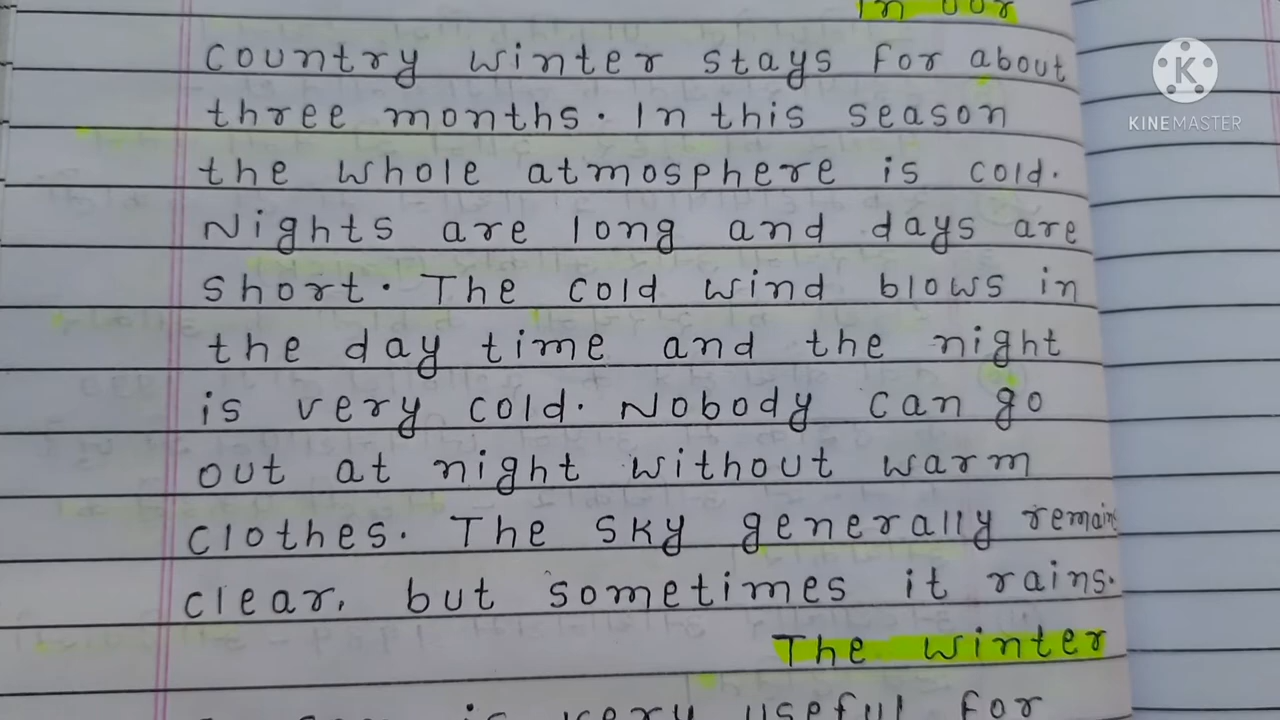 In our
country winter stays for about
three months. In this season
the whole atmosphere is cold.
Nights are long and days are
short. The cold wind blows in
the day time and the night
is very cold. Nobody can go
out at night without warm
clothes. The sky generally remain
clear, but sometimes it rains.
The winter
is very useful for
K
KINEMASTER